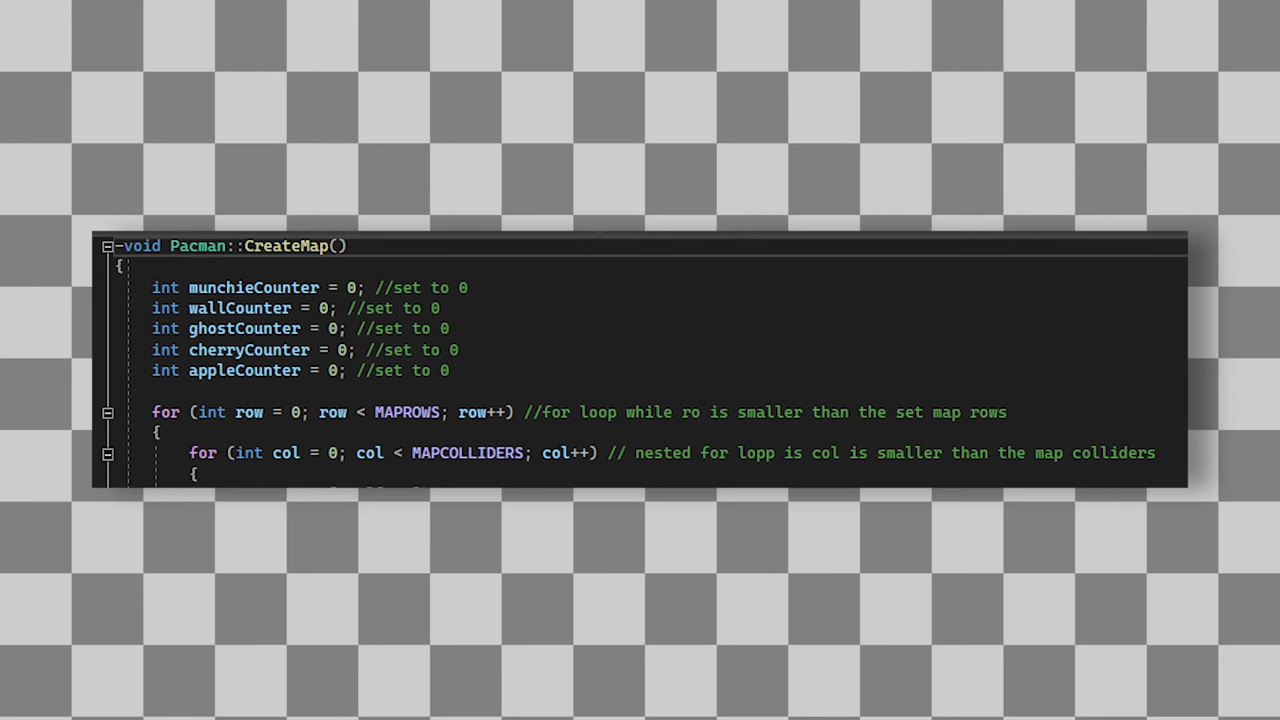 void Pacman::CreateMap()
{
int munchieCounter = 0; //set to 0
int wallCounter = 0; //set to 0
int ghostCounter = 0; //set to 0
int cherryCounter = 0; //set to 0
int appleCounter = 0; //set to 0
for (int row = 0; row < MAPROWS; row++) //for loop while ro is smaller than the set map rows
{
for (int col = 0; col < MAPCOLLIDERS; col++) // nested for lopp is col is smaller than the map colliders
{